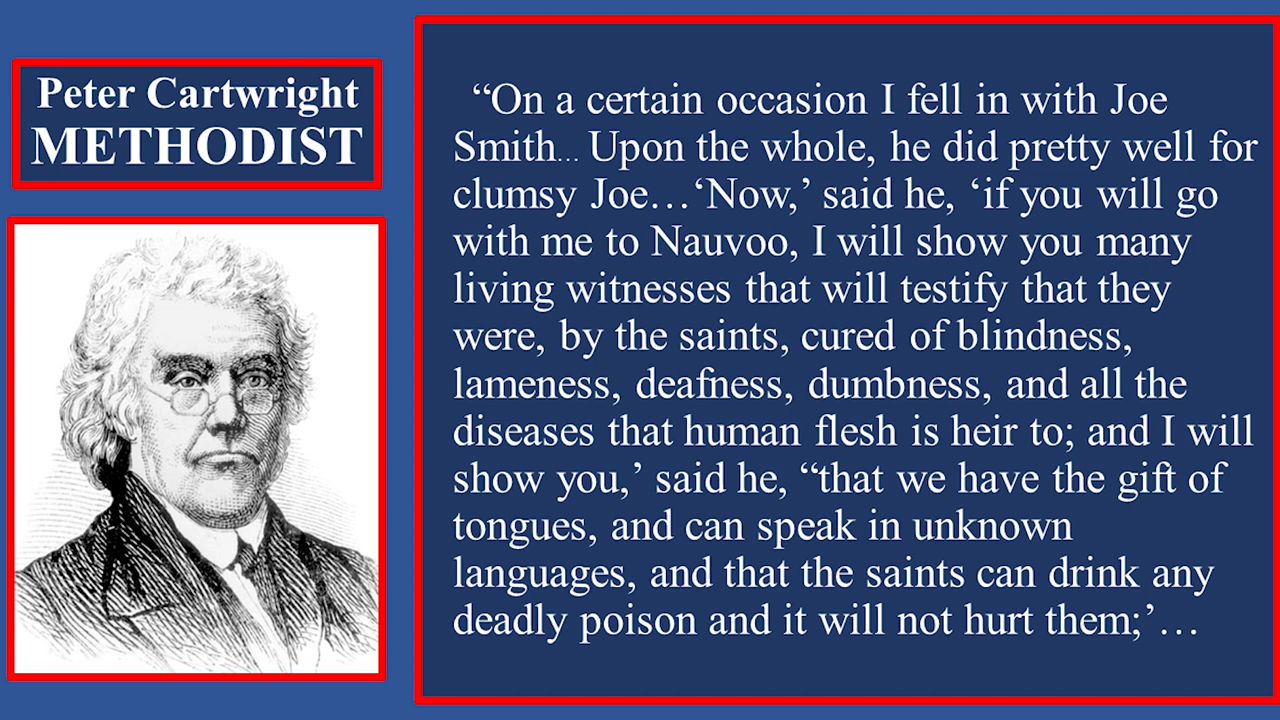 Peter Cartwright
METHODIST
“On a certain occasion I fell in with Joe
Smith... Upon the whole, he did pretty well for
clumsy Joe…‘Now,’ said he, ‘if you will go
with me to Nauvoo, I will show you many
living witnesses that will testify that they
were, by the saints, cured of blindness,
lameness, deafness, dumbness, and all the
diseases that human flesh is heir to; and I will
show you,’ said he, “that we have the gift of
tongues, and can speak in unknown
languages, and that the saints can drink any
deadly poison and it will not hurt them;’…